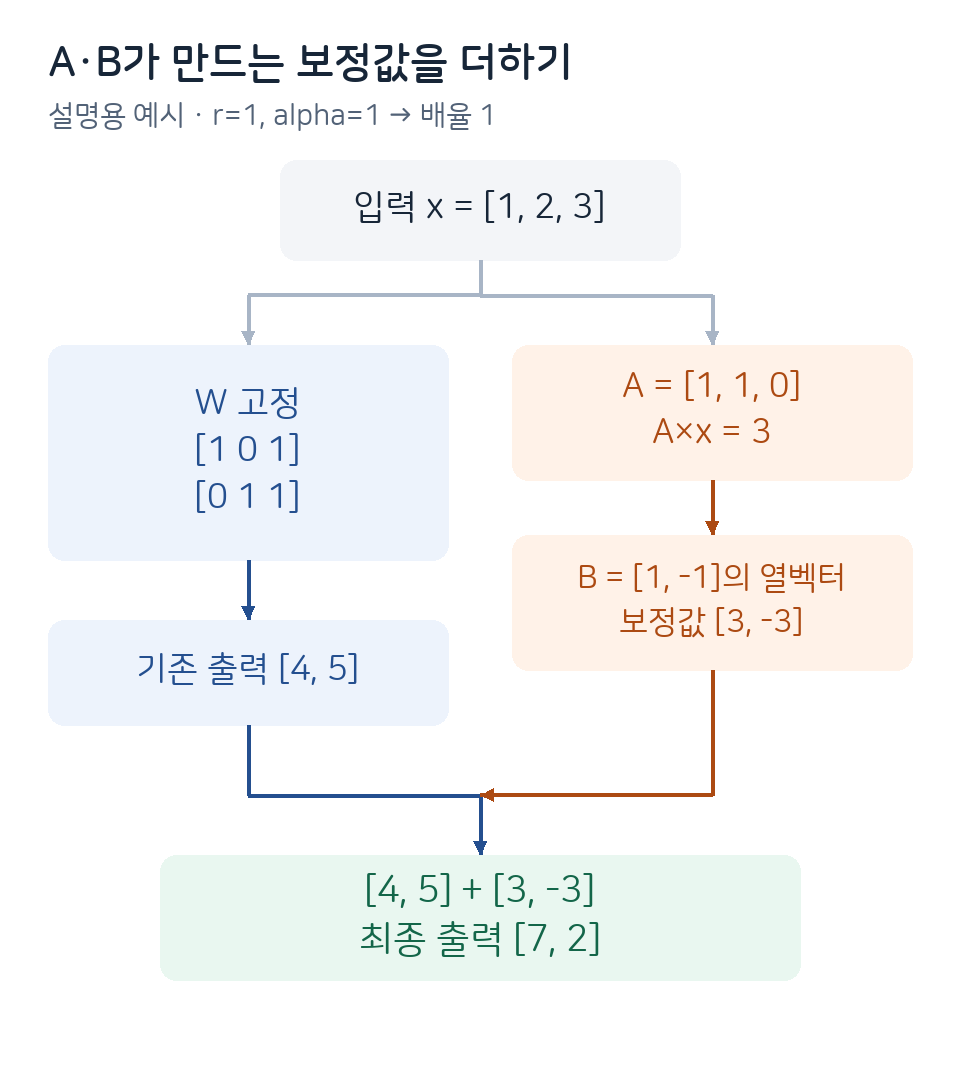 A·B가 만드는 보정값을 더하기
설명용 예시 · r=1, alpha=1 → 배율 1
입력 x = [1, 2, 3]
W 고정
[1 0 1]
[0 1 1]
기존 출력 [4, 5]
A = [1, 1, 0]
A×x = 3
B = [1, -1]의 열벡터
보정값 [3, -3]
[4, 5] + [3, -3]
최종 출력 [7, 2]